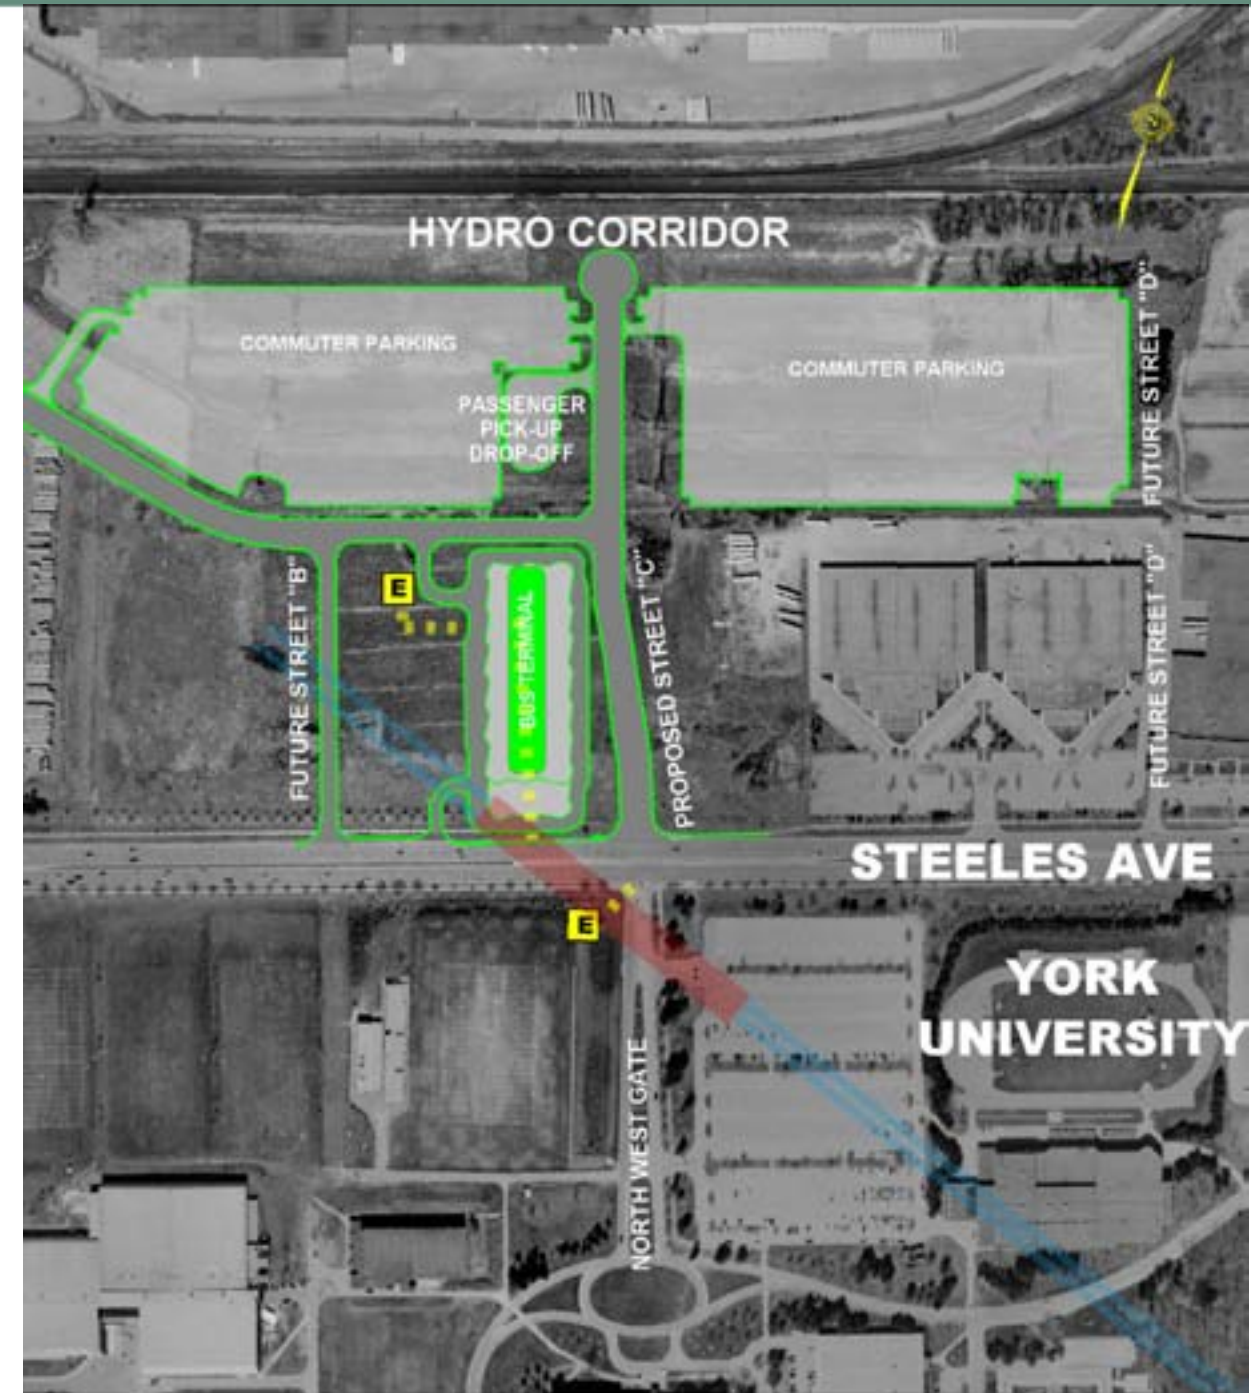 HYDRO CORRIDOR
COMMUTER PARKING
COMMUTER PARKING
PASSENGER
PICK-UP
DROP-OFF
FUTURE STREET "D"
FUTURE STREET "B"
E
BUS TERMINAL
PROPOSED STREET "C"
FUTURE STREET "D"
STEELES AVE
E
YORK
UNIVERSITY
NORTH WEST GATE